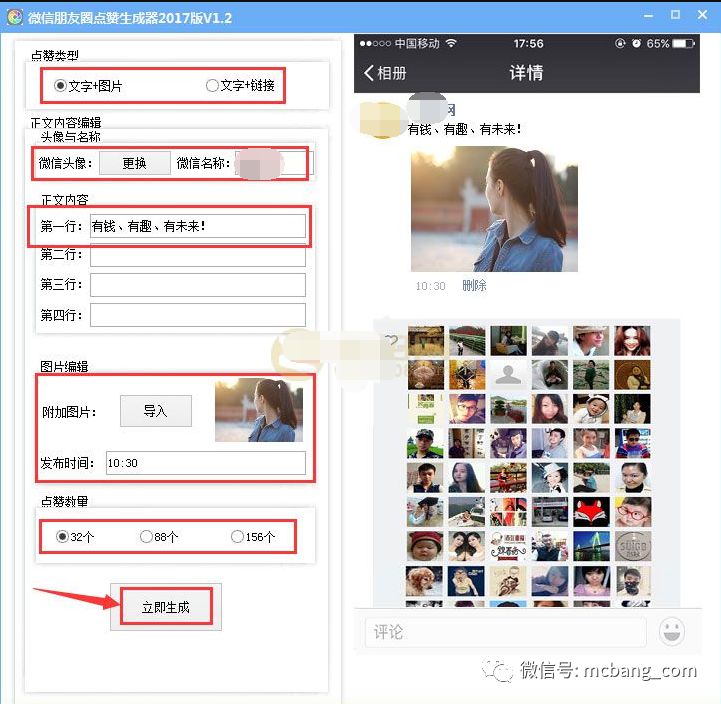 微信朋友圈点赞生成器2017版V1.2
点赞类型
文字+图片
文字+链接
正文内容编辑
头像与名称
微信头像：
更换
微信名称：
正文内容
第一行：
有钱、有趣、有未来！
第二行：
第三行：
第四行：
图片编辑
附加图片：
导入
发布时间：
10:30
点赞数量
32个
88个
156个
立即生成
中国移动
17:56
65%
相册
详情
网
有钱、有趣、有未来！
10:30
删除
评论
微信号: mcbang_com